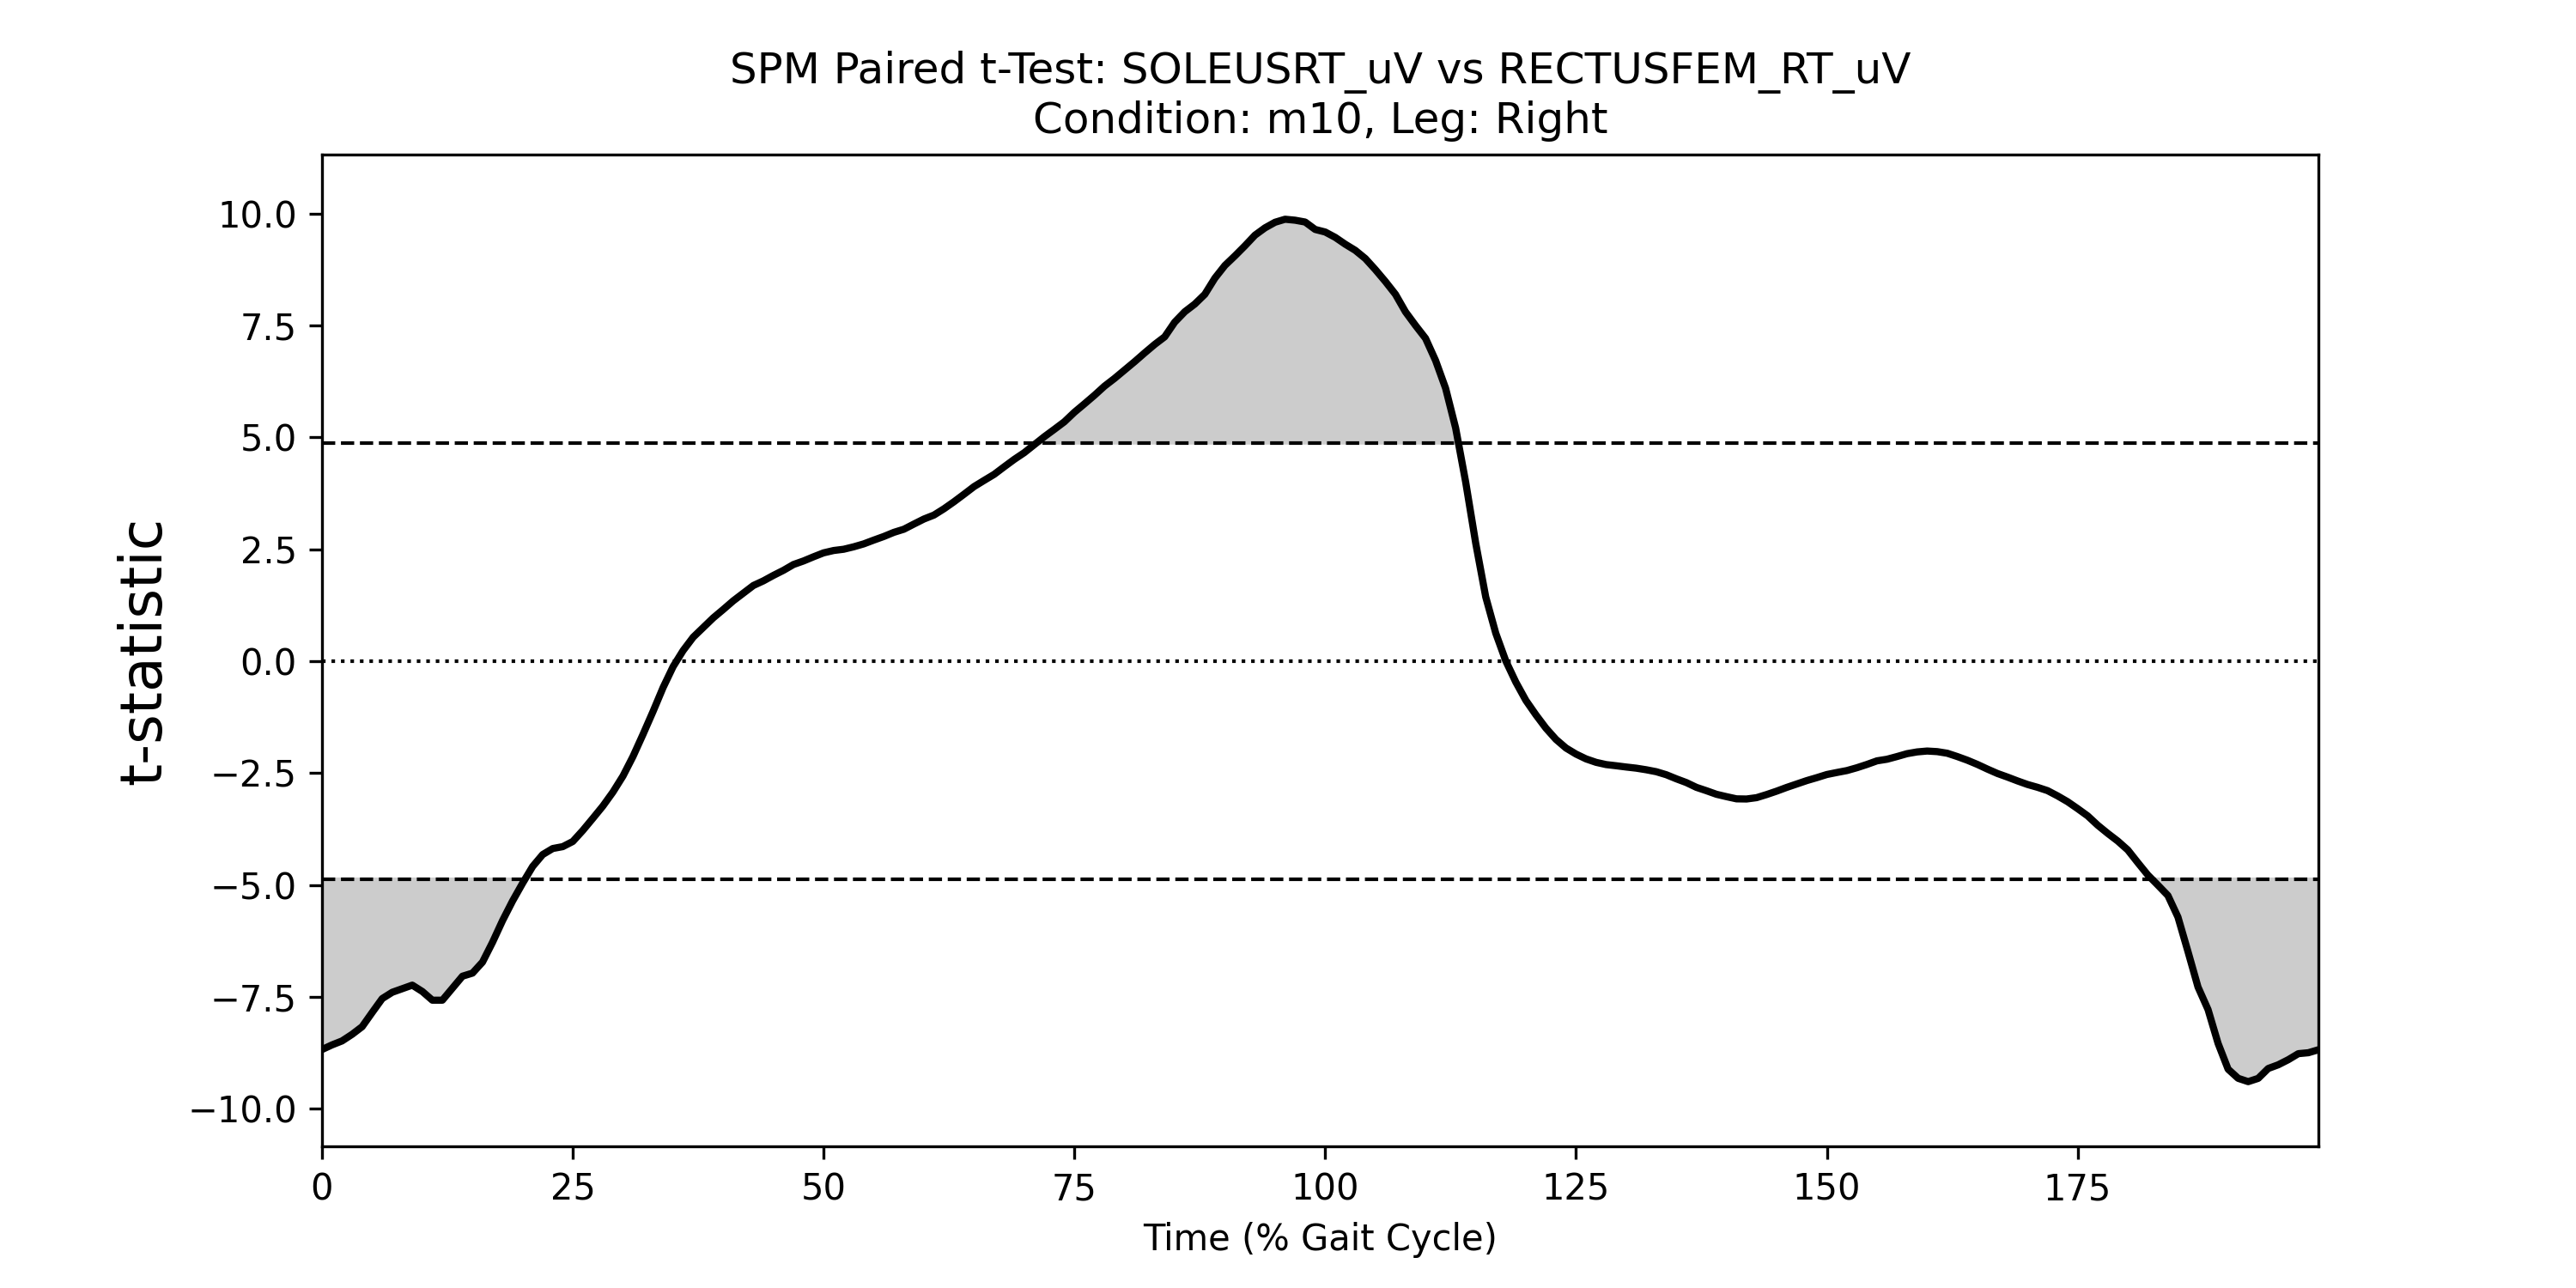 SPM Paired t-Test: SOLEUSRT_uV vs RECTUSFEM_RT_uV
Condition: m10, Leg: Right
t-statistic
10.0
7.5
5.0
2.5
0.0
−2.5
−5.0
−7.5
−10.0
0 25 50 75 100 125 150 175
Time (% Gait Cycle)